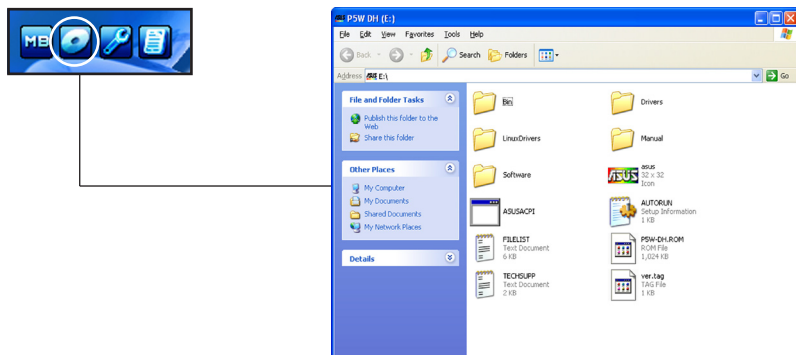 MB
P5W DH (E:)
File Edit View Favorites Tools Help
Back Search Folders
Address E:\ Go
File and Folder Tasks
Publish this folder to the
Web
Share this folder
Other Places
My Computer
My Documents
Shared Documents
My Network Places
Details
Bin
Drivers
LinuxDrivers
Manual
Software
ASUS
asus
32 x 32
Icon
ASUSACPI
AUTORUN
Setup Information
1 KB
FILELIST
Text Document
6 KB
P5W-DH.ROM
ROM File
1,024 KB
TECHSUPP
Text Document
2 KB
ver.tag
TAG File
1 KB